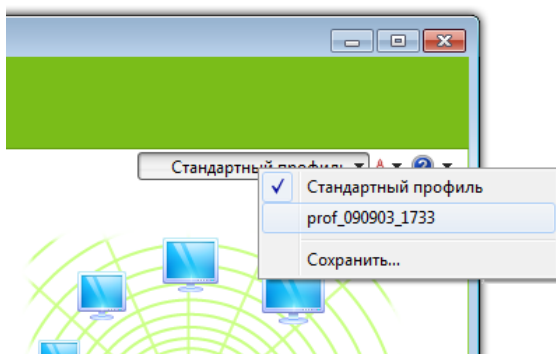 Стандартный профиль
A
?
Стандартный профиль
prof_090903_1733
Сохранить...